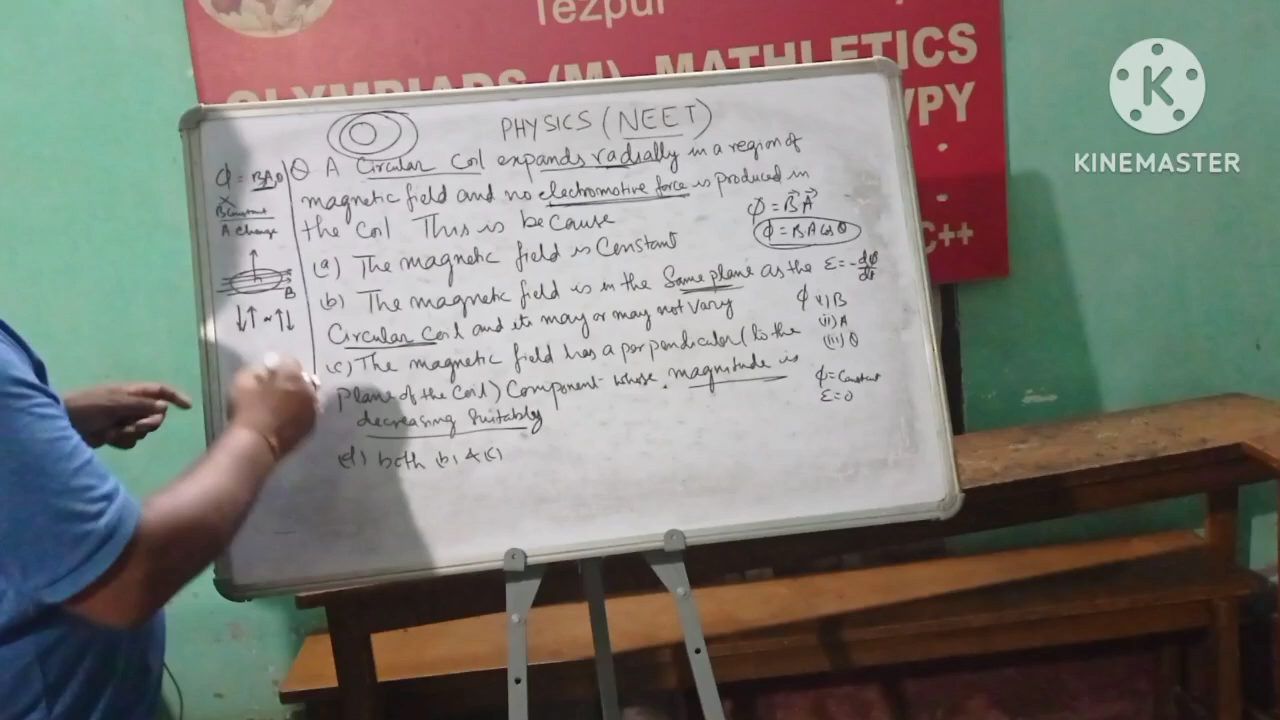 Tezpur
OLYMPIADS (M), MATHLETICS
VPY
C++
K
KINEMASTER
PHYSICS (NEET)
Q A Circular Coil expands radially in a region of
magnetic field and no electromotive force is produced in
the Coil This is because
(a) The magnetic field is Constant
(b) The magnetic field is in the Same plane as the
Circular Coil and its may or may not vary
(c) The magnetic field has a perpendicular (to the
plane of the Coil) Component whose magnitude is
decreasing suitably
(d) both (b) & (c)
ϕ = BA
X
B Constant
A Change
B
↓↑ ~ ↑↓
ϕ = B⃗ A⃗
ϕ = BA cos θ
ε = -dϕ/dt
ϕ i) B
(ii) A
(iii) θ
ϕ = Constant
ε = 0